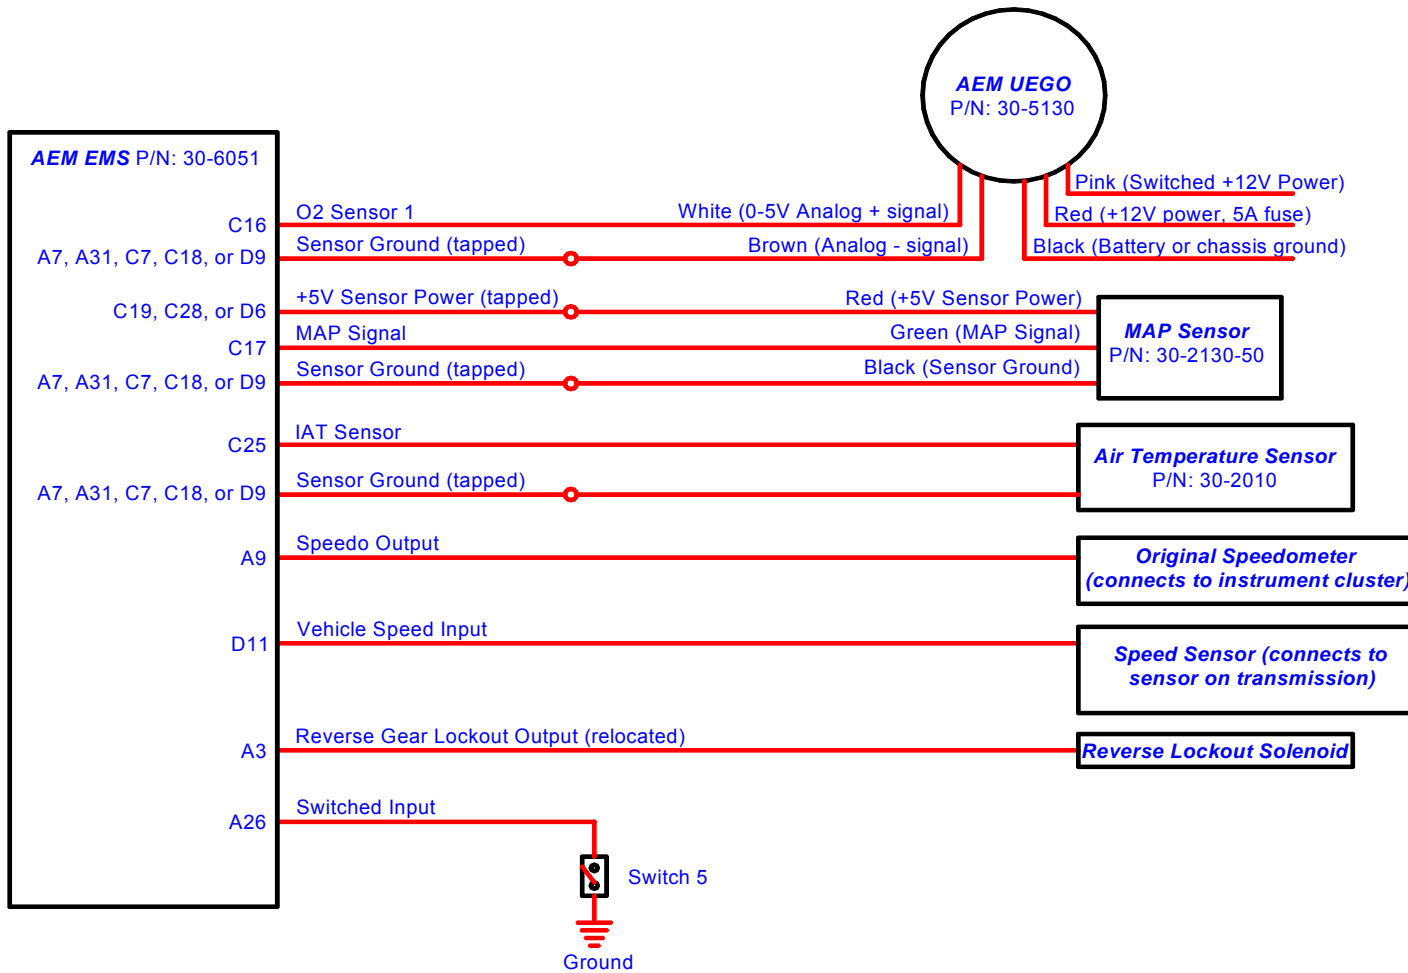 AEM UEGO
P/N: 30-5130
AEM EMS P/N: 30-6051
Pink (Switched +12V Power)
C16
O2 Sensor 1
White (0-5V Analog + signal)
Red (+12V power, 5A fuse)
A7, A31, C7, C18, or D9
Sensor Ground (tapped)
Brown (Analog - signal)
Black (Battery or chassis ground)
C19, C28, or D6
+5V Sensor Power (tapped)
Red (+5V Sensor Power)
C17
MAP Signal
Green (MAP Signal)
MAP Sensor
P/N: 30-2130-50
A7, A31, C7, C18, or D9
Sensor Ground (tapped)
Black (Sensor Ground)
C25
IAT Sensor
Air Temperature Sensor
P/N: 30-2010
A7, A31, C7, C18, or D9
Sensor Ground (tapped)
A9
Speedo Output
Original Speedometer
(connects to instrument cluster)
D11
Vehicle Speed Input
Speed Sensor (connects to
sensor on transmission)
A3
Reverse Gear Lockout Output (relocated)
Reverse Lockout Solenoid
A26
Switched Input
Switch 5
Ground